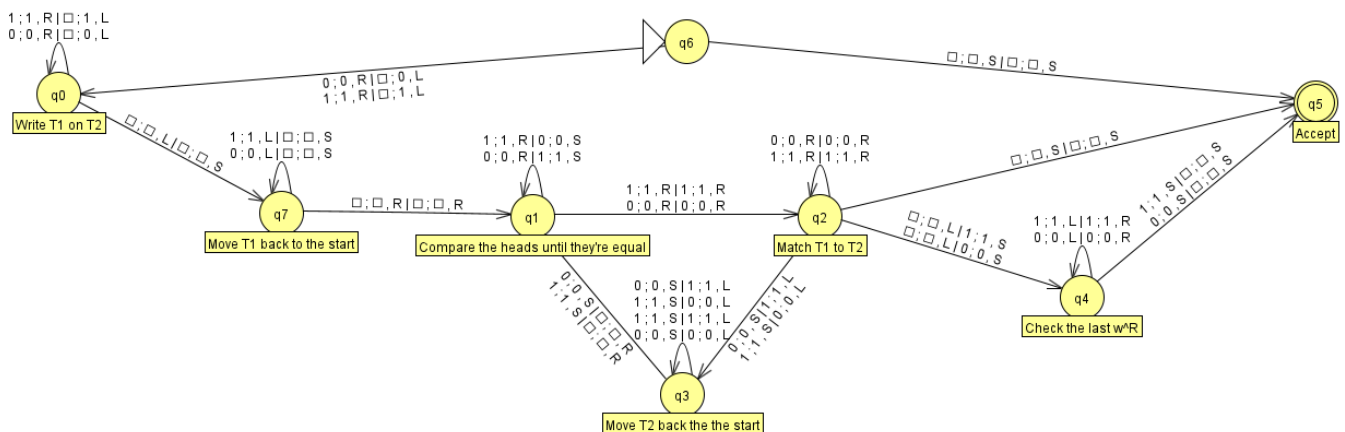 1 ; 1 , R | □ ; 1 , L
0 ; 0 , R | □ ; 0 , L
q6
□ ; □ , S | □ ; □ , S
0 ; 0 , R | □ ; 0 , L
1 ; 1 , R | □ ; 1 , L
q0
Write T1 on T2
q5
Accept
□ ; □ , L | □ ; □ , S
1 ; 1 , L | □ ; □ , S
0 ; 0 , L | □ ; □ , S
q7
Move T1 back to the start
□ ; □ , R | □ ; □ , R
1 ; 1 , R | 0 ; 0 , S
0 ; 0 , R | 1 ; 1 , S
q1
Compare the heads until they're equal
1 ; 1 , R | 1 ; 1 , R
0 ; 0 , R | 0 ; 0 , R
0 ; 0 , R | 0 ; 0 , R
1 ; 1 , R | 1 ; 1 , R
q2
Match T1 to T2
□ ; □ , S | □ ; □ , S
□ ; □ , L | 1 ; 1 , S
□ ; □ , L | 0 ; 0 , S
1 ; 1 , L | 1 ; 1 , R
0 ; 0 , L | 0 ; 0 , R
q4
Check the last w^R
1 ; 1 , S | □ ; □ , S
0 ; 0 , S | □ ; □ , S
0 ; 0 , S | □ ; □ , R
1 ; 1 , S | □ ; □ , R
0 ; 0 , S | 1 ; 1 , L
1 ; 1 , S | 0 ; 0 , L
1 ; 1 , S | 1 ; 1 , L
0 ; 0 , S | 0 ; 0 , L
0 ; 0 , S | 1 ; 1 , L
1 ; 1 , S | 0 ; 0 , L
q3
Move T2 back the the start